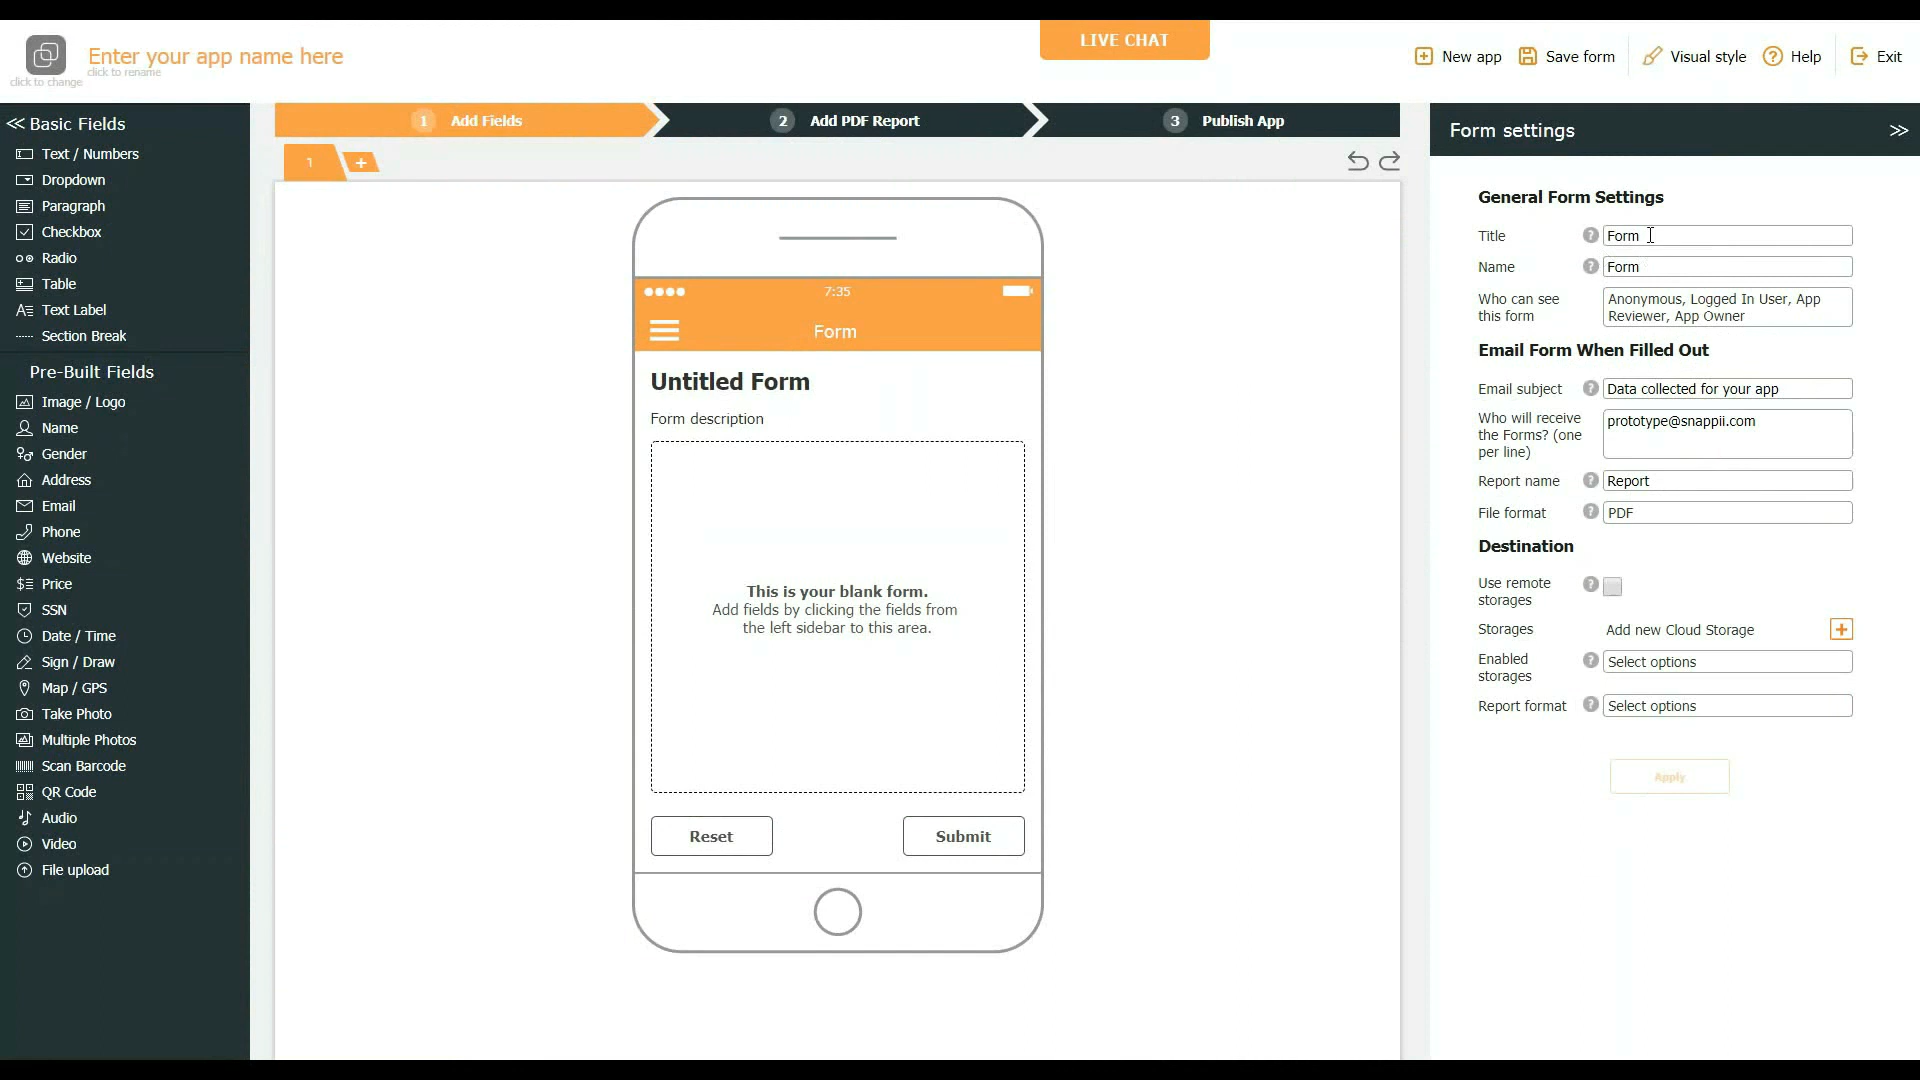 LIVE CHAT
Enter your app name here
click to rename
click to change
New app
Save form
Visual style
Help
Exit
Basic Fields
Text / Numbers
Dropdown
Paragraph
Checkbox
Radio
Table
Text Label
Section Break
Pre-Built Fields
Image / Logo
Name
Gender
Address
Email
Phone
Website
Price
SSN
Date / Time
Sign / Draw
Map / GPS
Take Photo
Multiple Photos
Scan Barcode
QR Code
Audio
Video
File upload
1 Add Fields
2 Add PDF Report
3 Publish App
1
+
7:35
Form
Untitled Form
Form description
This is your blank form.
Add fields by clicking the fields from
the left sidebar to this area.
Reset
Submit
Form settings
General Form Settings
Title ? Form
Name ? Form
Who can see
this form
Anonymous, Logged In User, App
Reviewer, App Owner
Email Form When Filled Out
Email subject ? Data collected for your app
Who will receive
the Forms? (one
per line)
prototype@snappii.com
Report name ? Report
File format ? PDF
Destination
Use remote
storages
?
Storages Add new Cloud Storage +
Enabled
storages
? Select options
Report format ? Select options
Apply